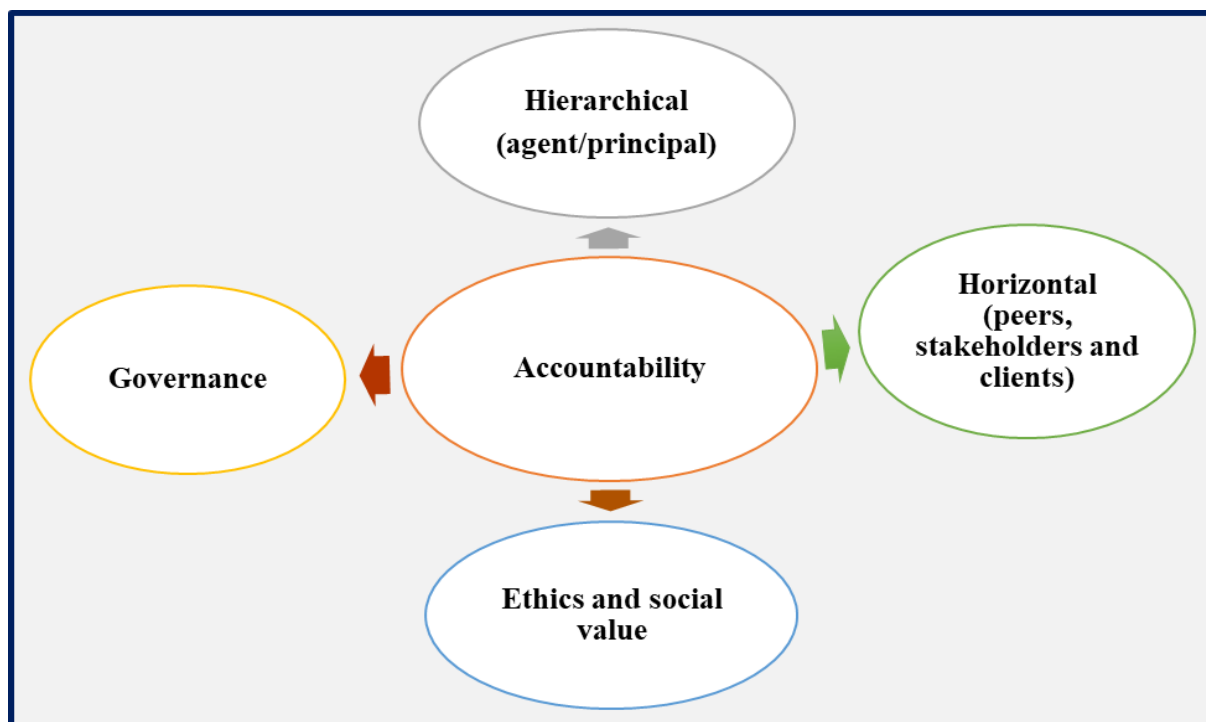 Hierarchical
(agent/principal)
Horizontal
(peers,
stakeholders and
clients)
Governance
Accountability
Ethics and social
value